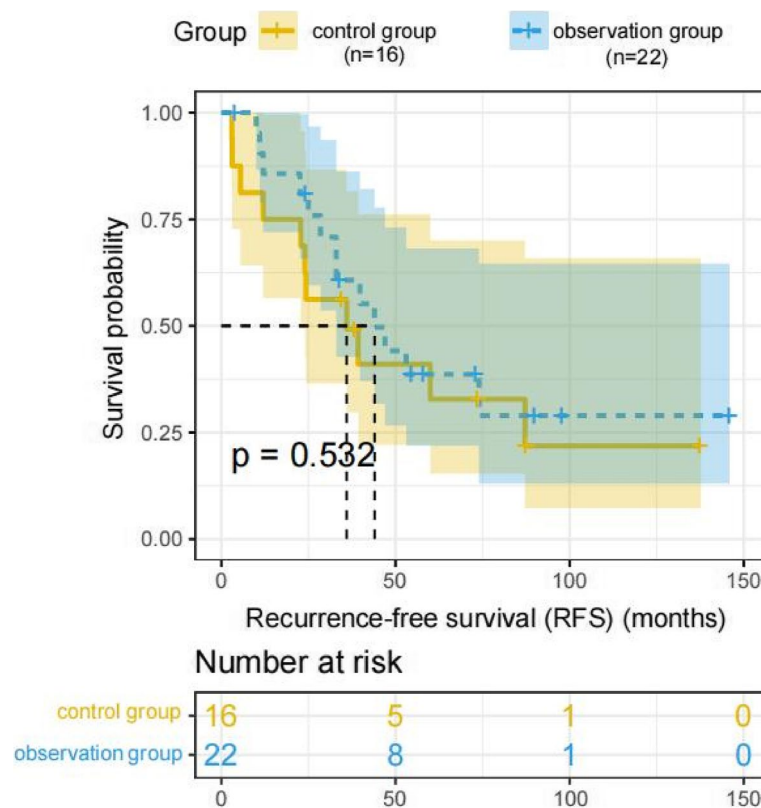 Group control group observation group
(n=16) (n=22)
1.00
0.75
0.50
0.25
0.00
Survival probability
p = 0.532
0 50 100 150
Recurrence-free survival (RFS) (months)
Number at risk
control group 16 5 1 0
observation group 22 8 1 0
0 50 100 150